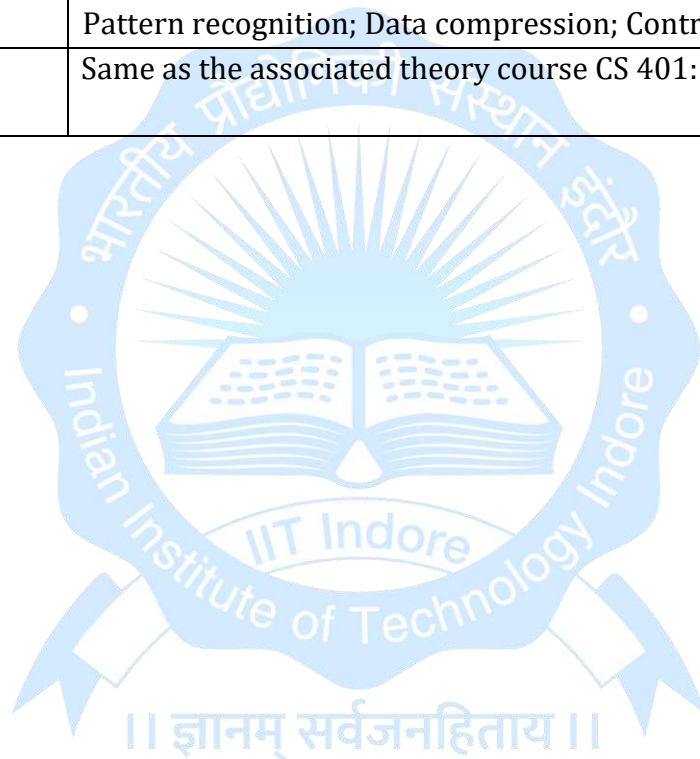 Pattern recognition; Data compression; Contr
Same as the associated theory course CS 401:
भारतीय प्रौद्योगिकी संस्थान इंदौर
Indian Institute of Technology Indore
IIT Indore
।। ज्ञानम् सर्वजनहिताय ।।